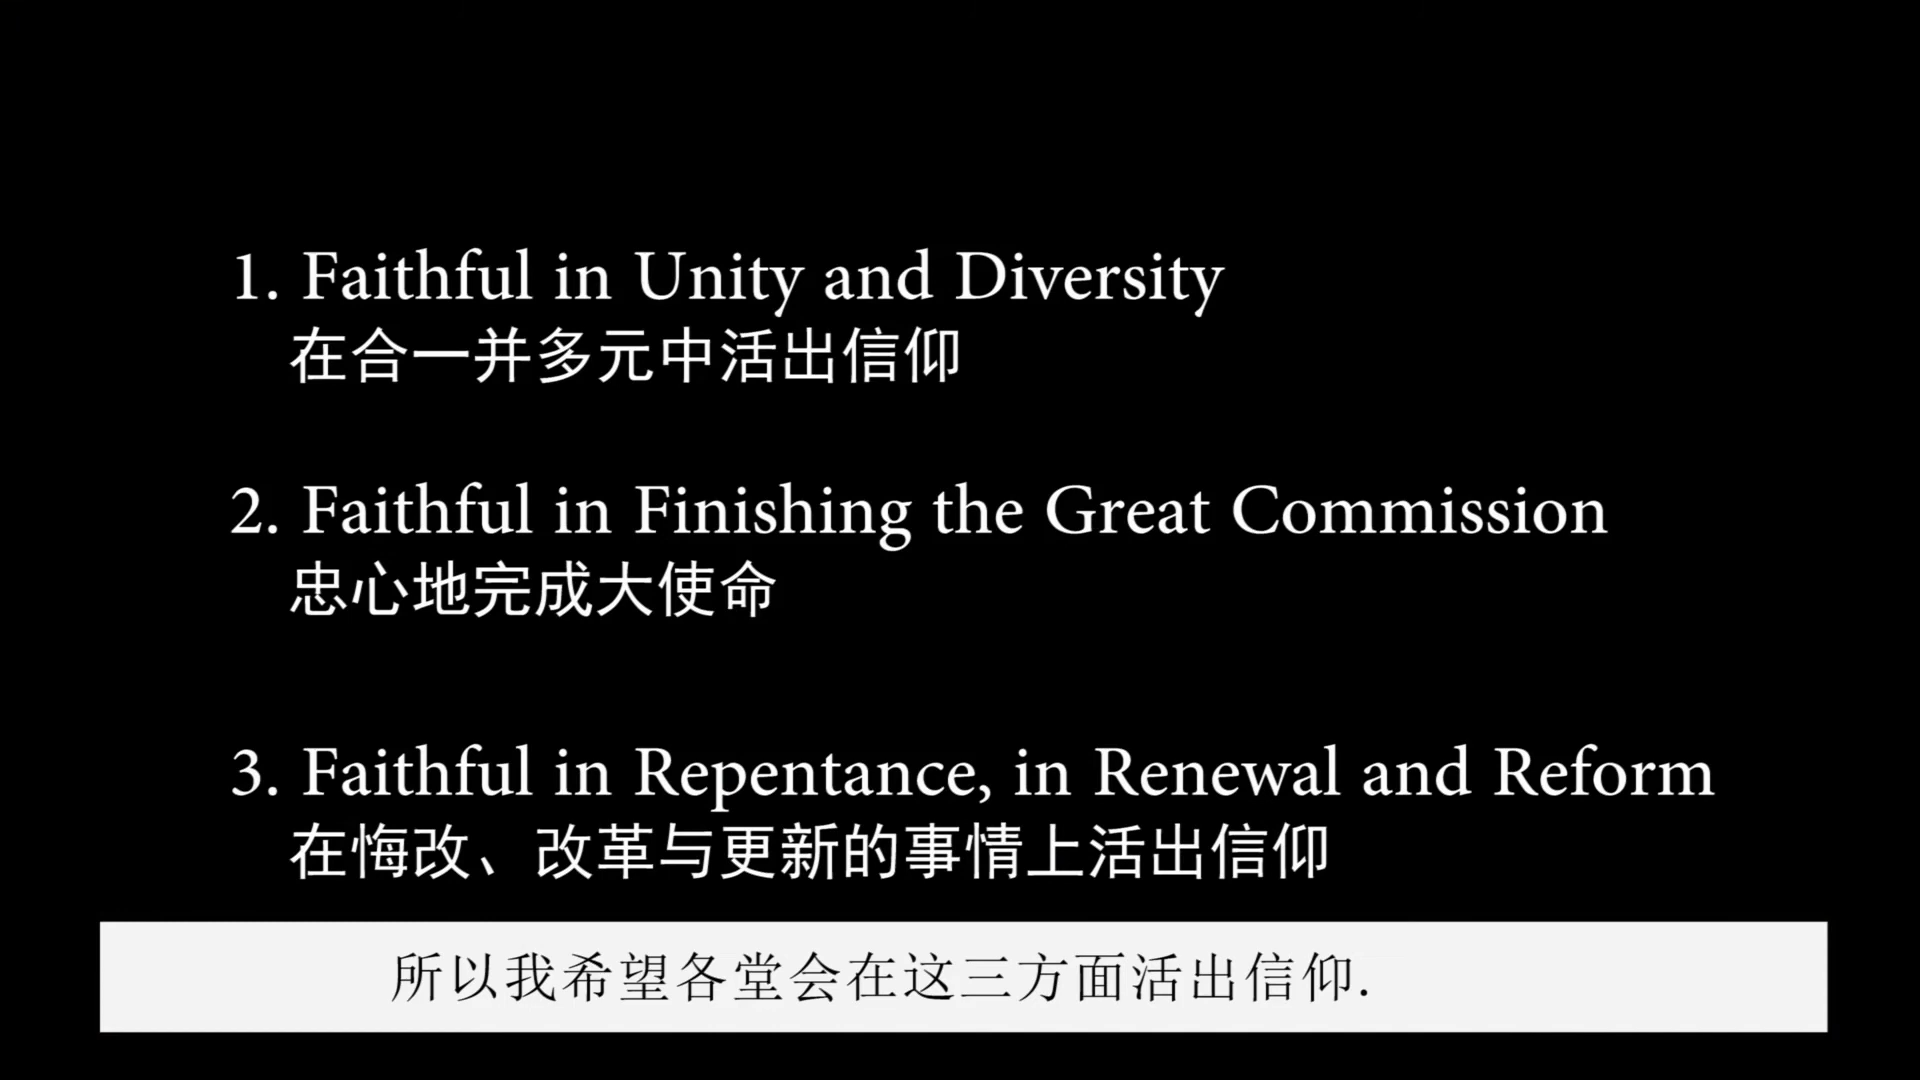 1. Faithful in Unity and Diversity
在合一并多元中活出信仰
2. Faithful in Finishing the Great Commission
忠心地完成大使命
3. Faithful in Repentance, in Renewal and Reform
在悔改、改革与更新的事情上活出信仰
所以我希望各堂会在这三方面活出信仰.